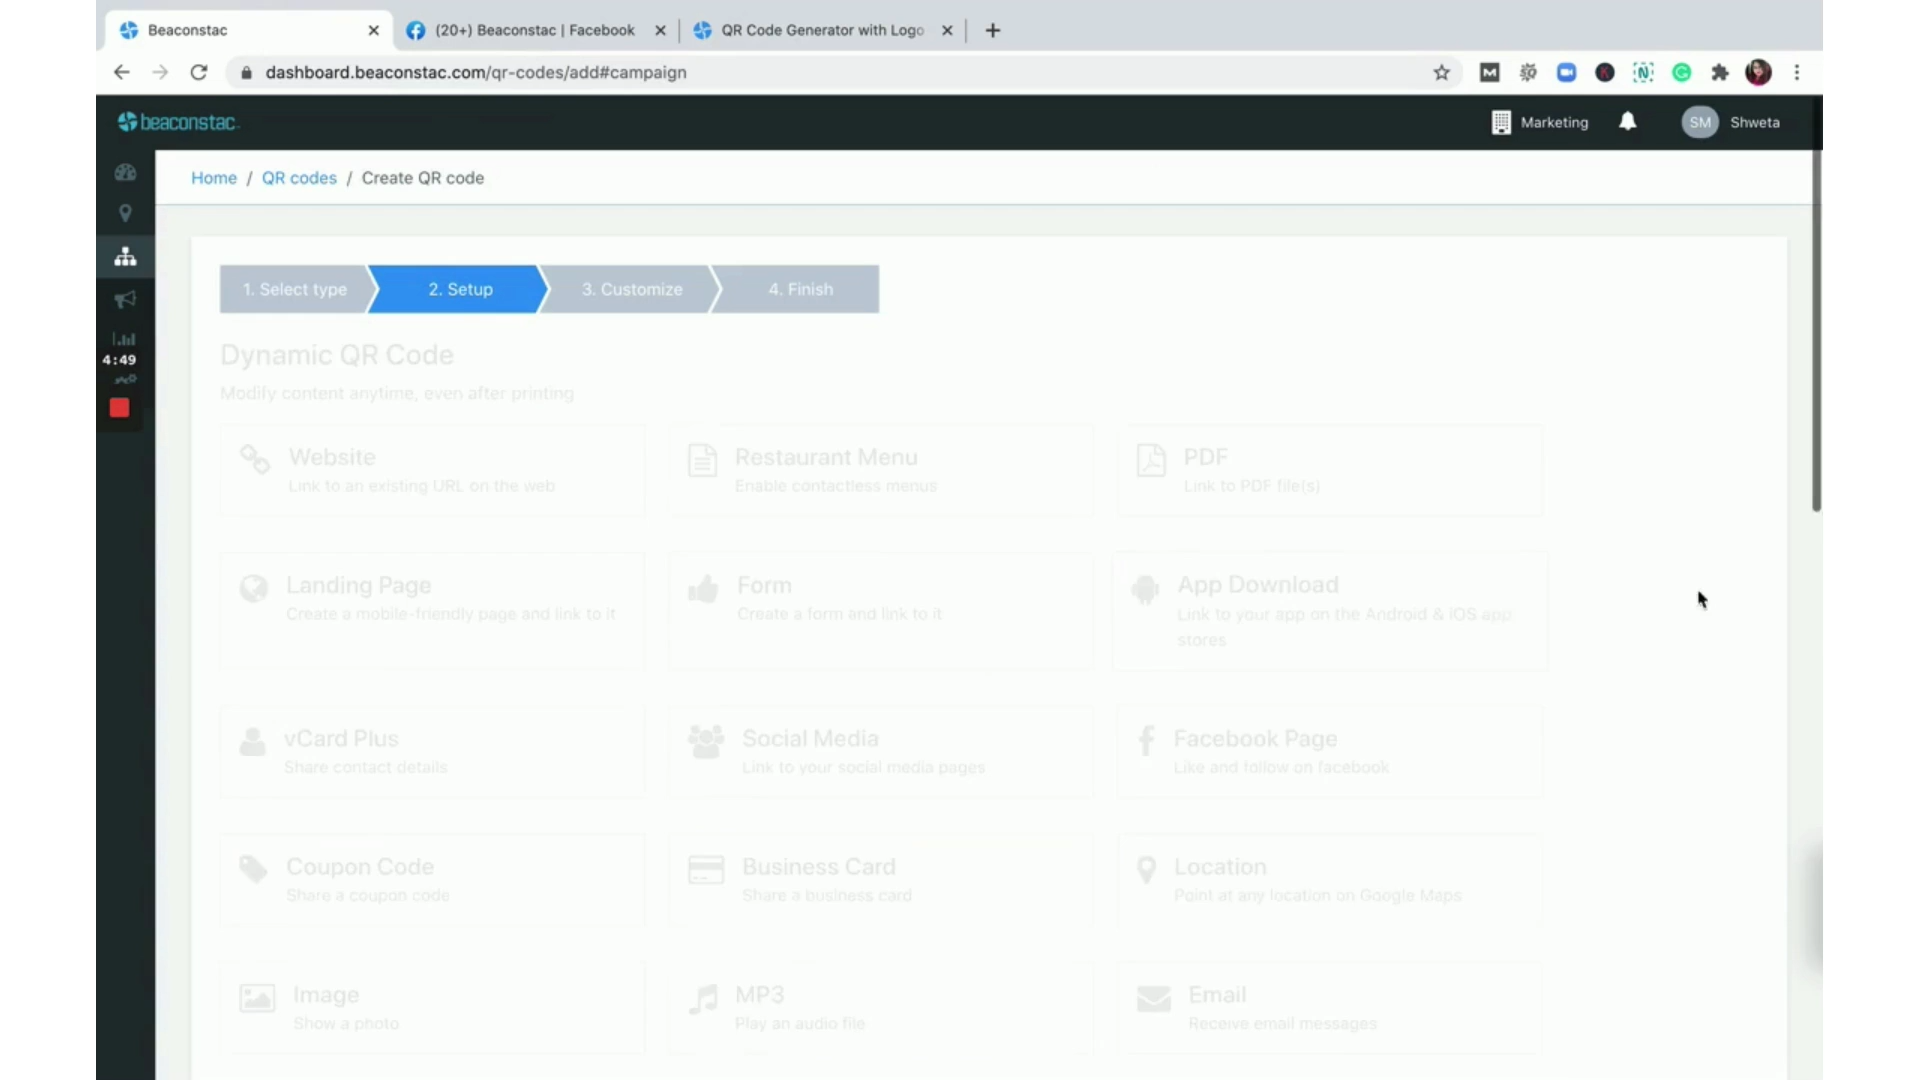 Beaconstac
(20+) Beaconstac | Facebook
QR Code Generator with Logo
dashboard.beaconstac.com/qr-codes/add#campaign
beaconstac
Marketing
SM
Shweta
Home / QR codes / Create QR code
1. Select type
2. Setup
3. Customize
4. Finish
4:49
Dynamic QR Code
Modify content anytime, even after printing
Website
Link to an existing URL on the web
Restaurant Menu
Enable contactless menus
PDF
Link to PDF file(s)
Landing Page
Create a mobile-friendly page and link to it
Form
Create a form and link to it
App Download
Link to your app on the Android & iOS app
stores
vCard Plus
Share contact details
Social Media
Link to your social media pages
Facebook Page
Like and follow on facebook
Coupon Code
Share a coupon code
Business Card
Share a business card
Location
Point at any location on Google Maps
Image
Show a photo
MP3
Play an audio file
Email
Receive email messages